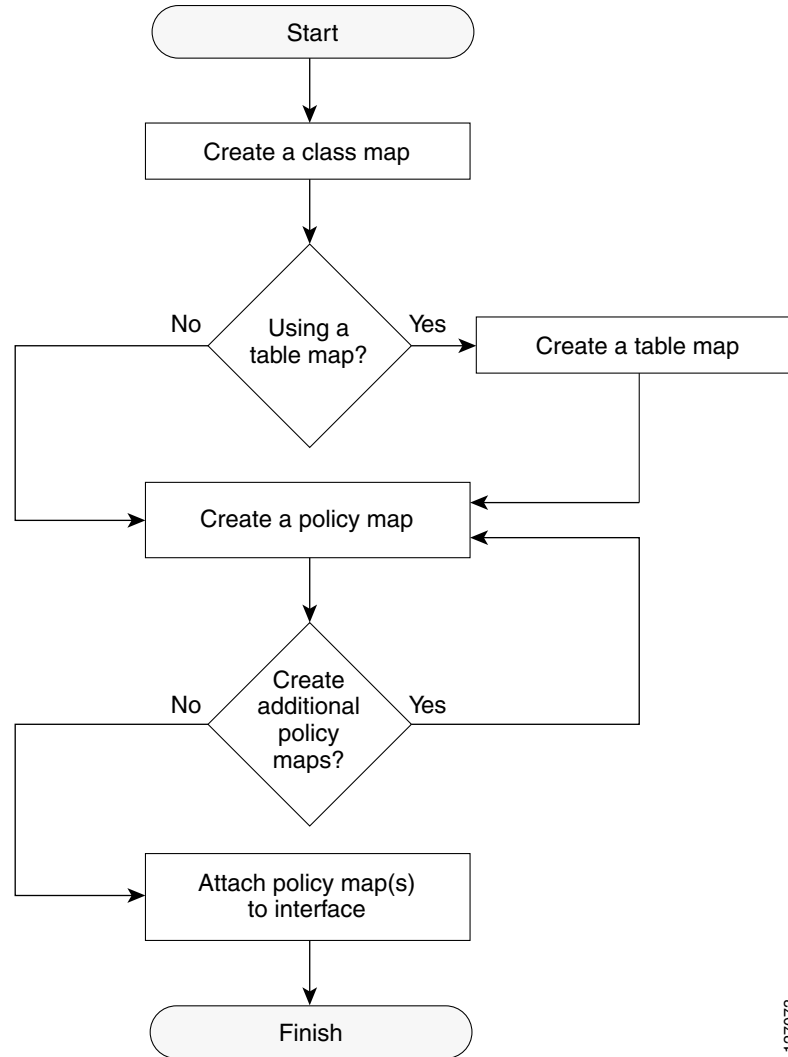 Start
Create a class map
No
Using a
table map?
Yes
Create a table map
Create a policy map
No
Create
additional
policy
maps?
Yes
Attach policy map(s)
to interface
Finish